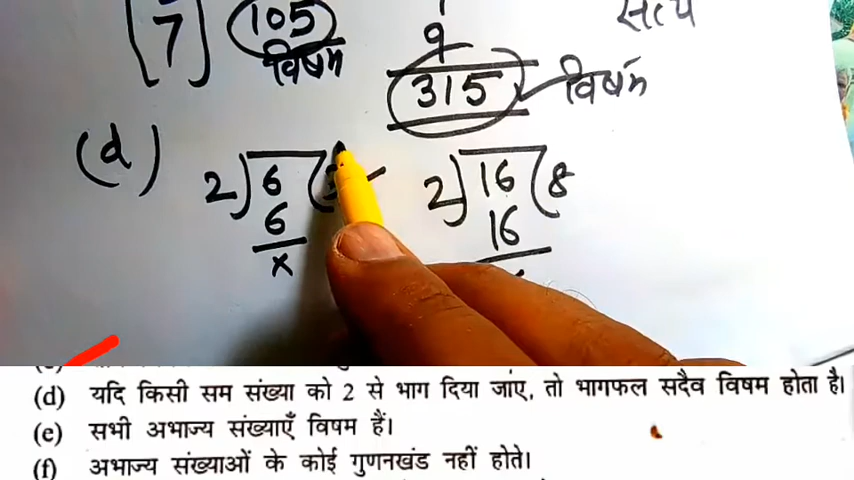 7 105 सत्य
विषम 9
315 विषम
(d) 2) 6 ( 2) 16 ( 8
6 16
x
(d) यदि किसी सम संख्या को 2 से भाग दिया जाएं, तो भागफल सदैव विषम होता है।
(e) सभी अभाज्य संख्याएँ विषम हैं।
(f) अभाज्य संख्याओं के कोई गुणनखंड नहीं होते।